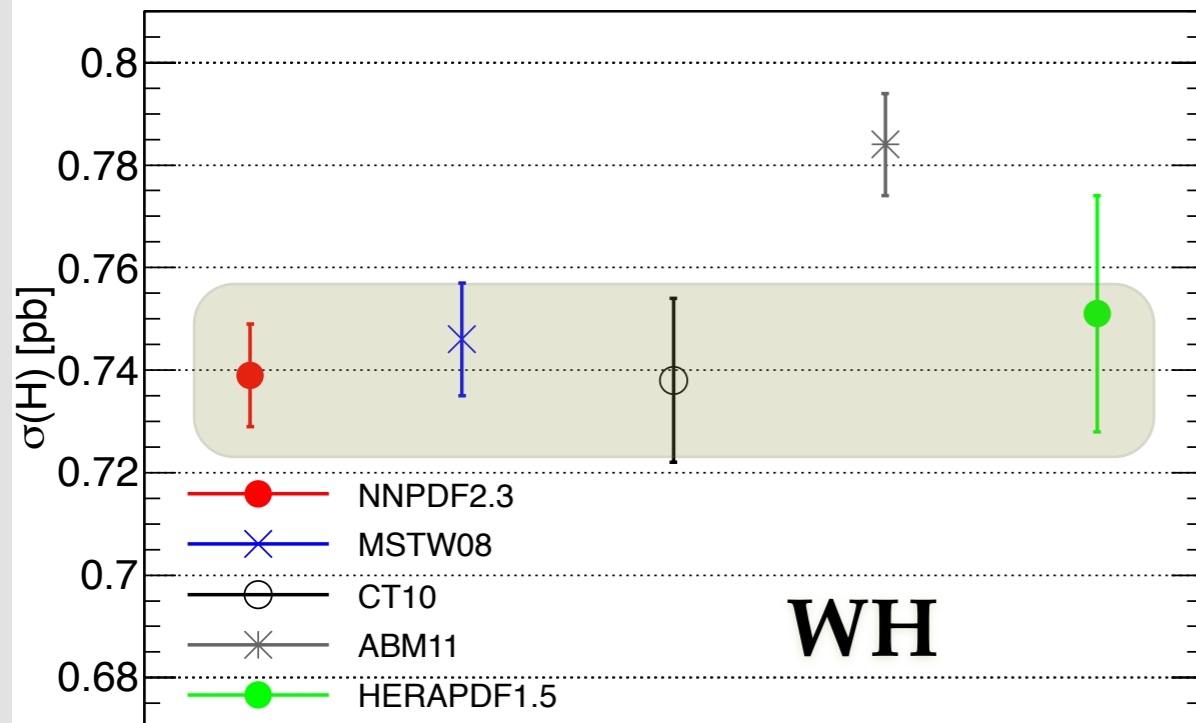 0.8
0.78
0.76
0.74
0.72
0.7
0.68
σ(H) [pb]
NNPDF2.3
MSTW08
CT10
ABM11
HERAPDF1.5
WH